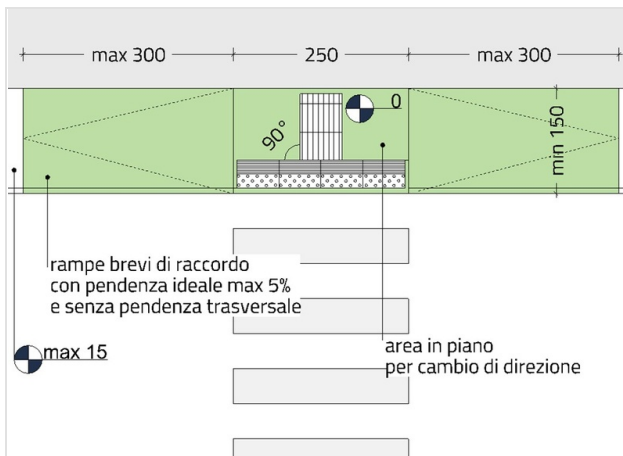 max 300
250
max 300
0
90°
min 150
rampe brevi di raccordo
con pendenza ideale max 5%
e senza pendenza trasversale
max 15
area in piano
per cambio di direzione